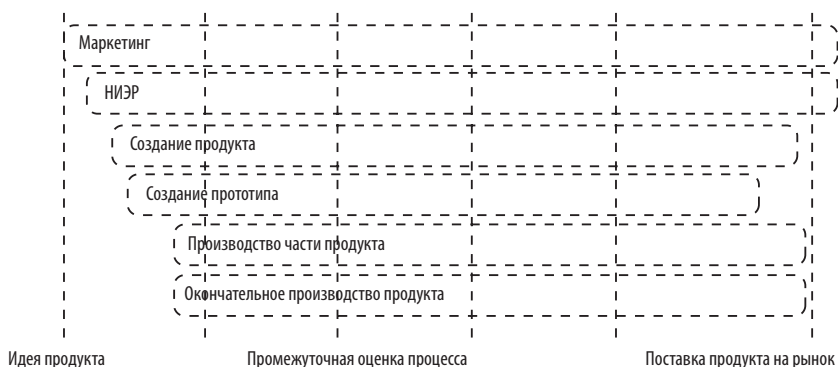 Маркетинг
НИЭР
Создание продукта
Создание прототипа
Производство части продукта
Окончательное производство продукта
Идея продукта Промежуточная оценка процесса Поставка продукта на рынок